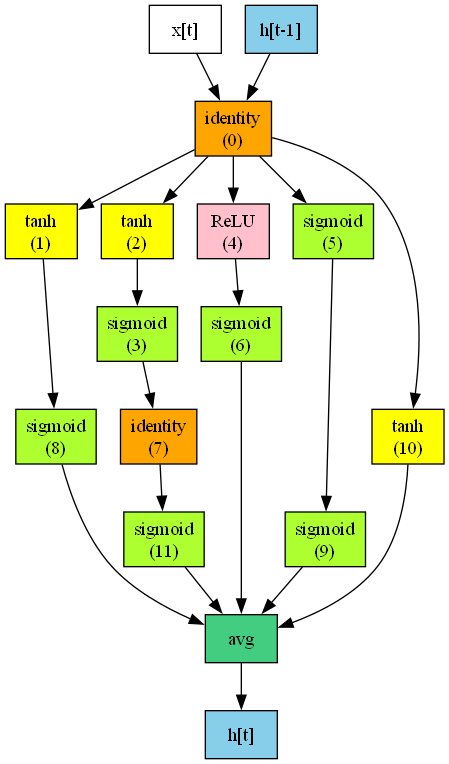 x[t]
h[t-1]
identity
(0)
tanh
(1)
tanh
(2)
ReLU
(4)
sigmoid
(5)
sigmoid
(3)
sigmoid
(6)
sigmoid
(8)
identity
(7)
tanh
(10)
sigmoid
(11)
sigmoid
(9)
avg
h[t]